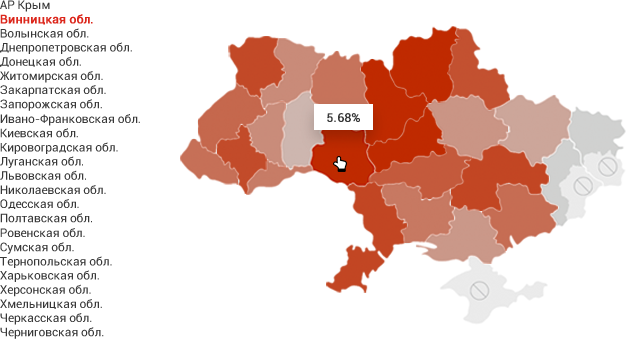 АР Крым
Винницкая обл.
Волынская обл.
Днепропетровская обл.
Донецкая обл.
Житомирская обл.
Закарпатская обл.
Запорожская обл.
Ивано-Франковская обл.
Киевская обл.
Кировоградская обл.
Луганская обл.
Львовская обл.
Николаевская обл.
Одесская обл.
Полтавская обл.
Ровенская обл.
Сумская обл.
Тернопольская обл.
Харьковская обл.
Херсонская обл.
Хмельницкая обл.
Черкасская обл.
Черниговская обл.
5.68%